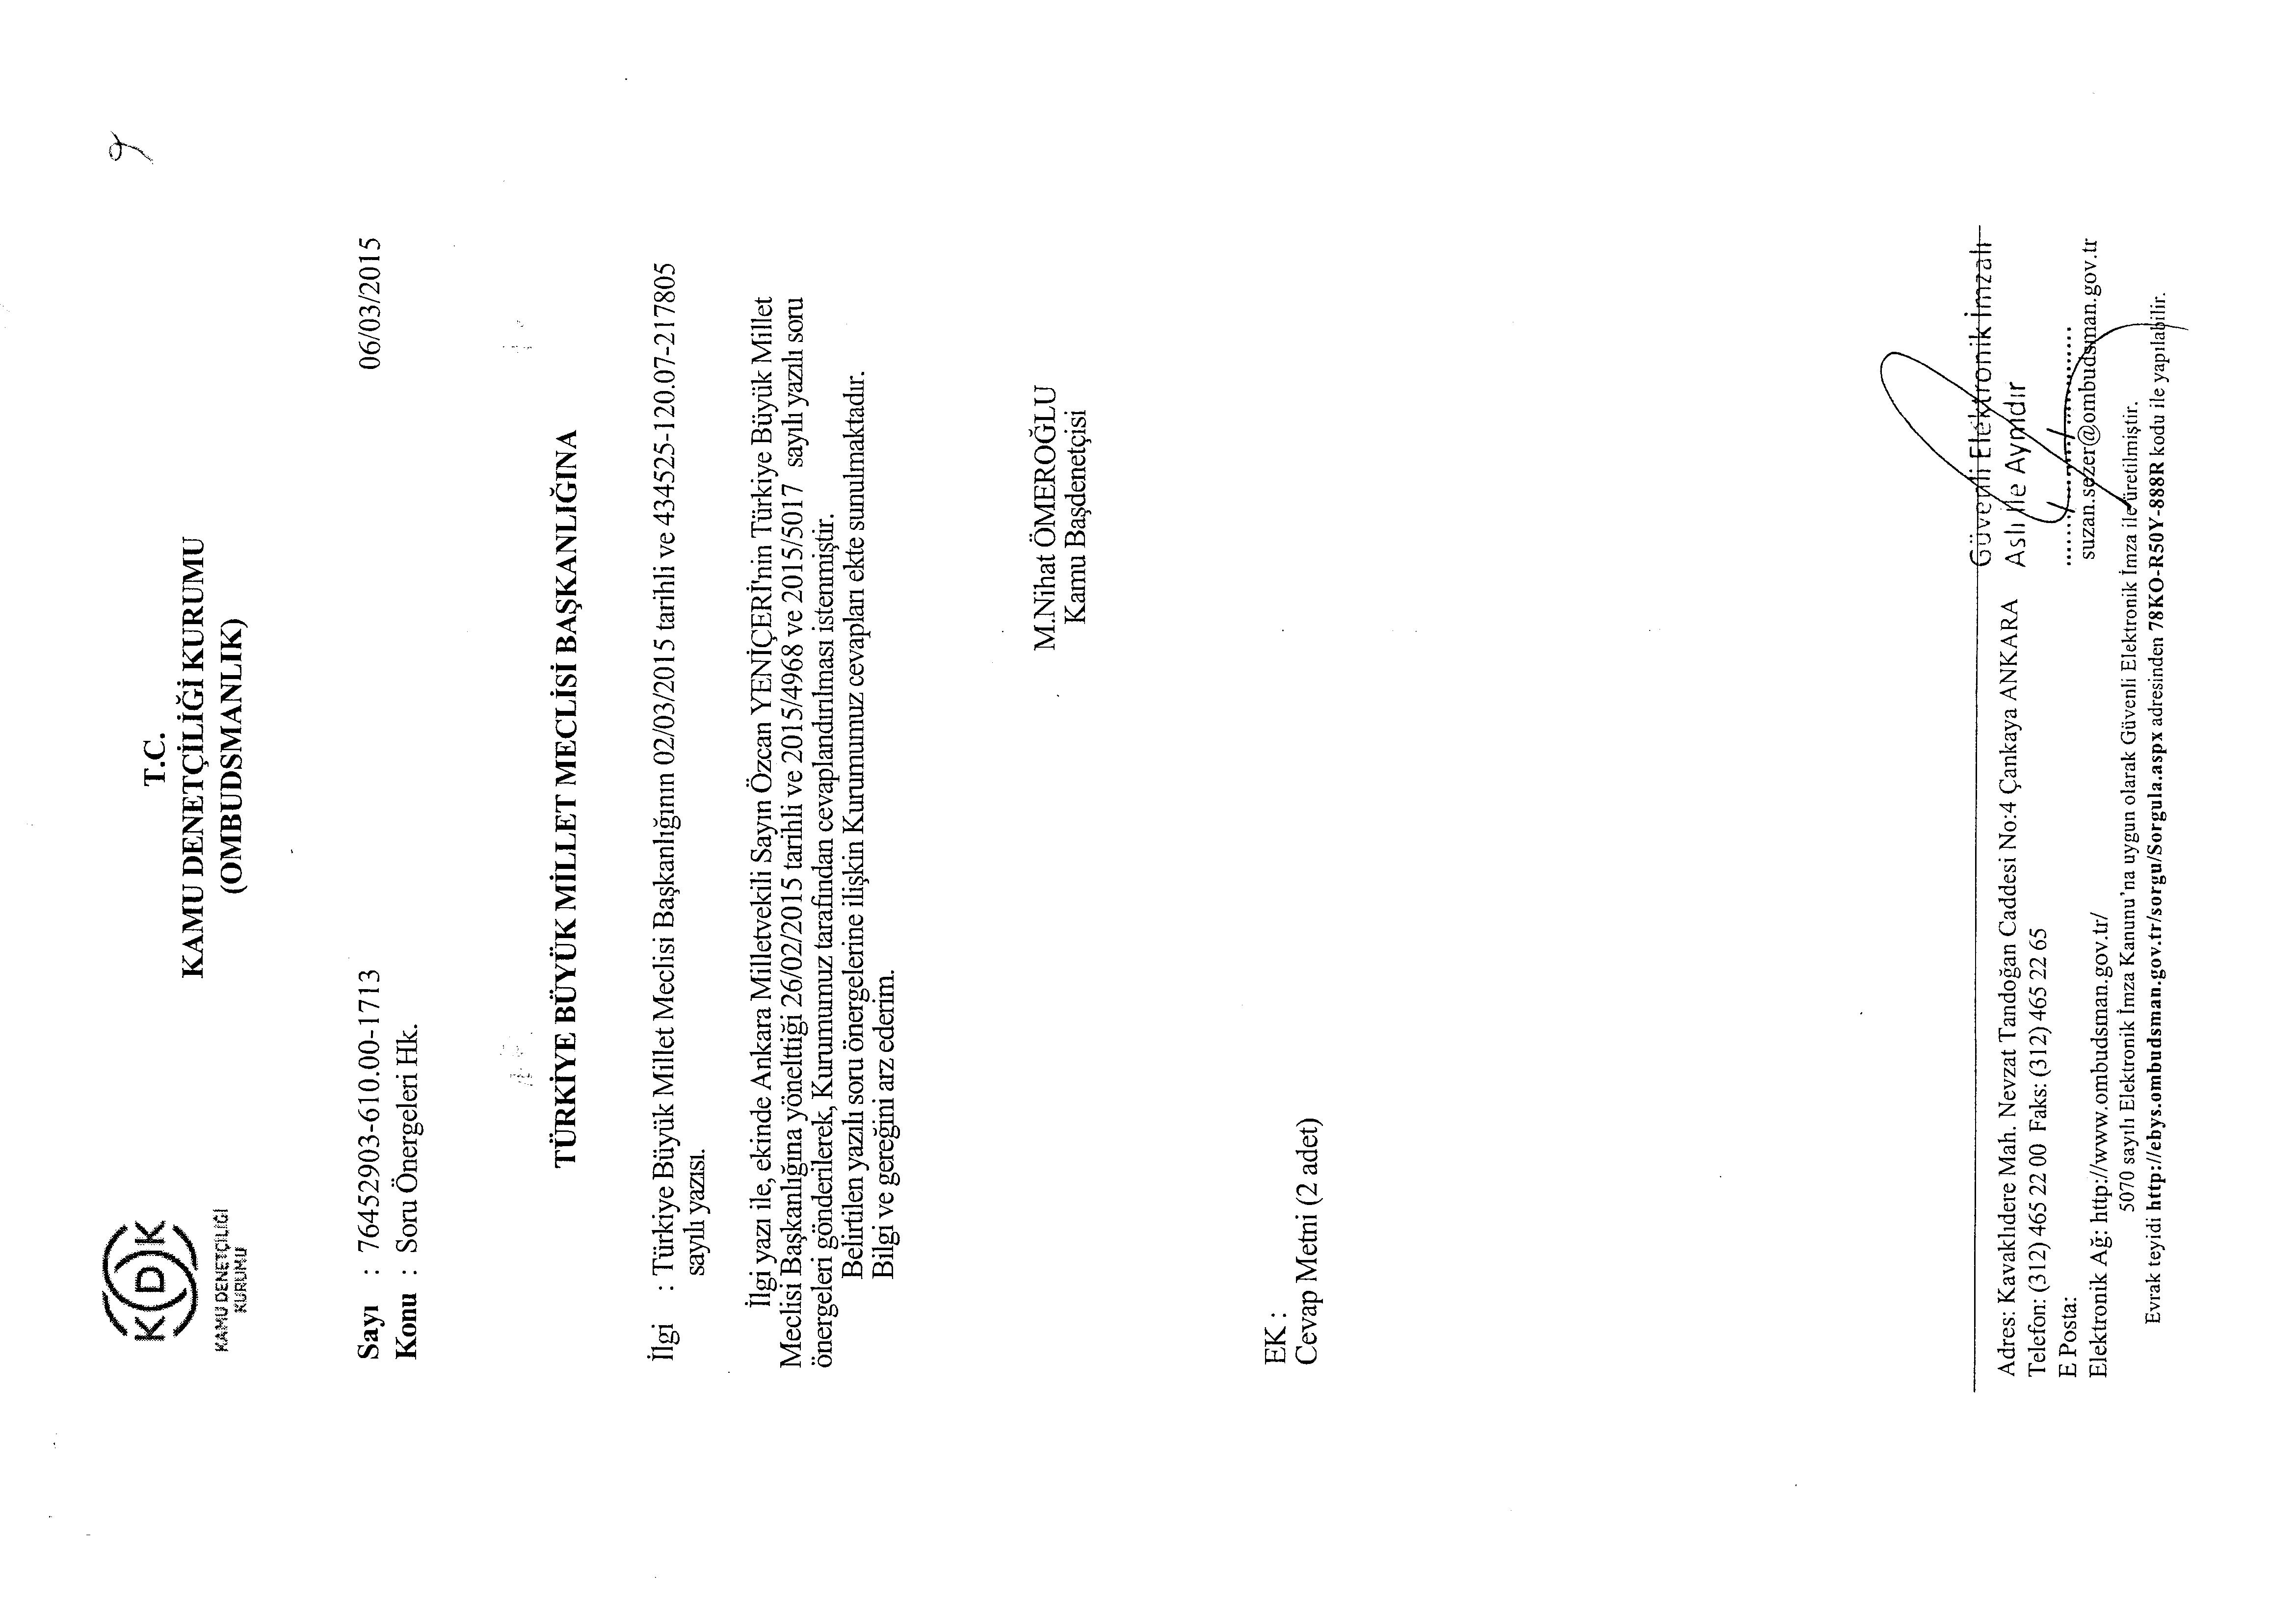 KDK
KAMU DENETÇİLİĞİ
KURUMU
T.C.
KAMU DENETÇİLİĞİ KURUMU
(OMBUDSMANLIK)
Sayı : 76452903-610.00-1713 06/03/2015
Konu : Soru Önergeleri Hk.
TÜRKİYE BÜYÜK MİLLET MECLİSİ BAŞKANLIĞINA
İlgi : Türkiye Büyük Millet Meclisi Başkanlığının 02/03/2015 tarihli ve 434525-120.07-217805
sayılı yazısı.
İlgi yazı ile, ekinde Ankara Milletvekili Sayın Özcan YENİÇERİ'nin Türkiye Büyük Millet
Meclisi Başkanlığına yönelttiği 26/02/2015 tarihli ve 2015/4968 ve 2015/5017 sayılı yazılı soru
önergeleri gönderilerek, Kurumumuz tarafından cevaplandırılması istenmiştir.
Belirtilen yazılı soru önergelerine ilişkin Kurumumuz cevapları ekte sunulmaktadır.
Bilgi ve gereğini arz ederim.
M.Nihat ÖMEROĞLU
Kamu Başdenetçisi
EK :
Cevap Metni (2 adet)
Güvenli Elektronik İmzalı
Aslı ile Aynıdır
Adres: Kavaklıdere Mah. Nevzat Tandoğan Caddesi No:4 Çankaya ANKARA
Telefon: (312) 465 22 00 Faks: (312) 465 22 65
E Posta: suzan.sezer@ombudsman.gov.tr
Elektronik Ağ: http://www.ombudsman.gov.tr/
5070 sayılı Elektronik İmza Kanunu'na uygun olarak Güvenli Elektronik İmza ile üretilmiştir.
Evrak teyidi http://ebys.ombudsman.gov.tr/sorgu/Sorgula.aspx adresinden 78KO-R50Y-888R kodu ile yapılabilir.